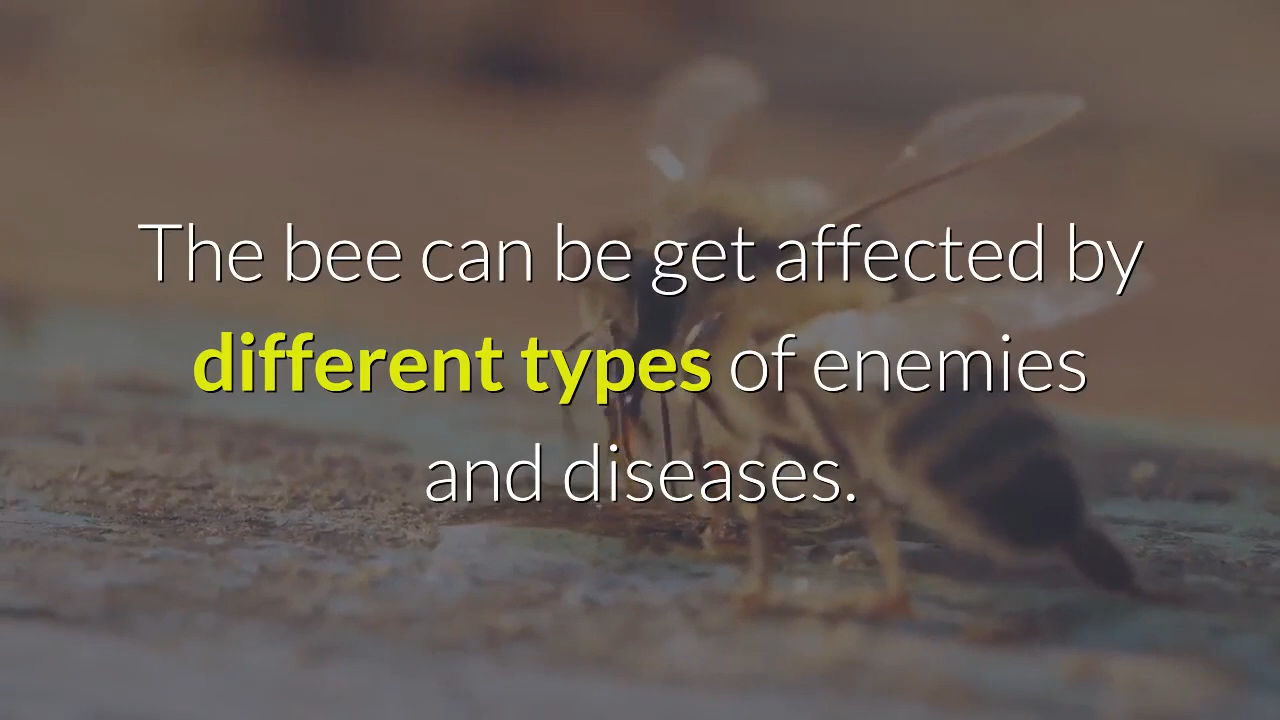 The bee can be get affected by
different types of enemies
and diseases.